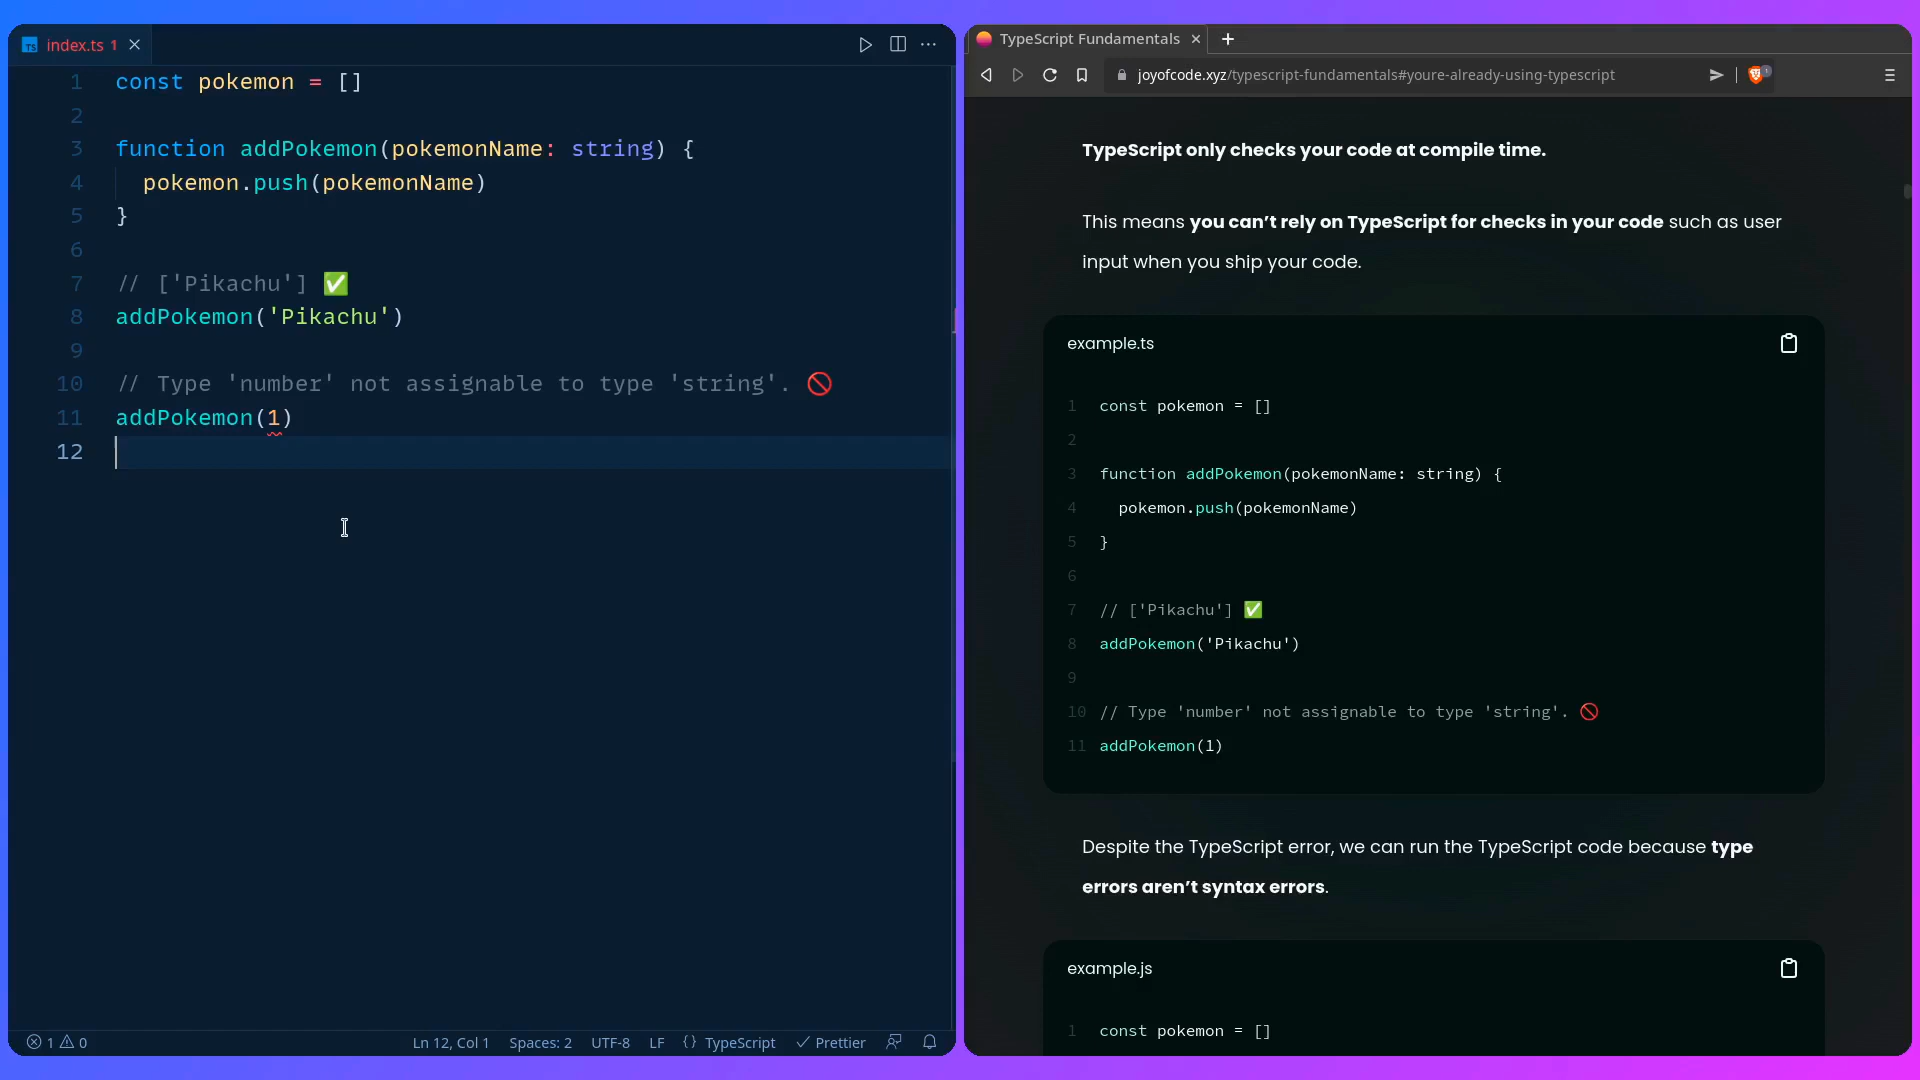 index.ts 1
1 const pokemon = []
2
3 function addPokemon(pokemonName: string) {
4 pokemon.push(pokemonName)
5 }
6
7 // ['Pikachu'] ✅
8 addPokemon('Pikachu')
9
10 // Type 'number' not assignable to type 'string'. 🚫
11 addPokemon(1)
12
1 0 Ln 12, Col 1 Spaces: 2 UTF-8 LF {} TypeScript Prettier
TypeScript Fundamentals
joyofcode.xyz/typescript-fundamentals#youre-already-using-typescript 1
TypeScript only checks your code at compile time.
This means you can’t rely on TypeScript for checks in your code such as user
input when you ship your code.
example.ts
1 const pokemon = []
2
3 function addPokemon(pokemonName: string) {
4 pokemon.push(pokemonName)
5 }
6
7 // ['Pikachu'] ✅
8 addPokemon('Pikachu')
9
10 // Type 'number' not assignable to type 'string'. 🚫
11 addPokemon(1)
Despite the TypeScript error, we can run the TypeScript code because type
errors aren’t syntax errors.
example.js
1 const pokemon = []